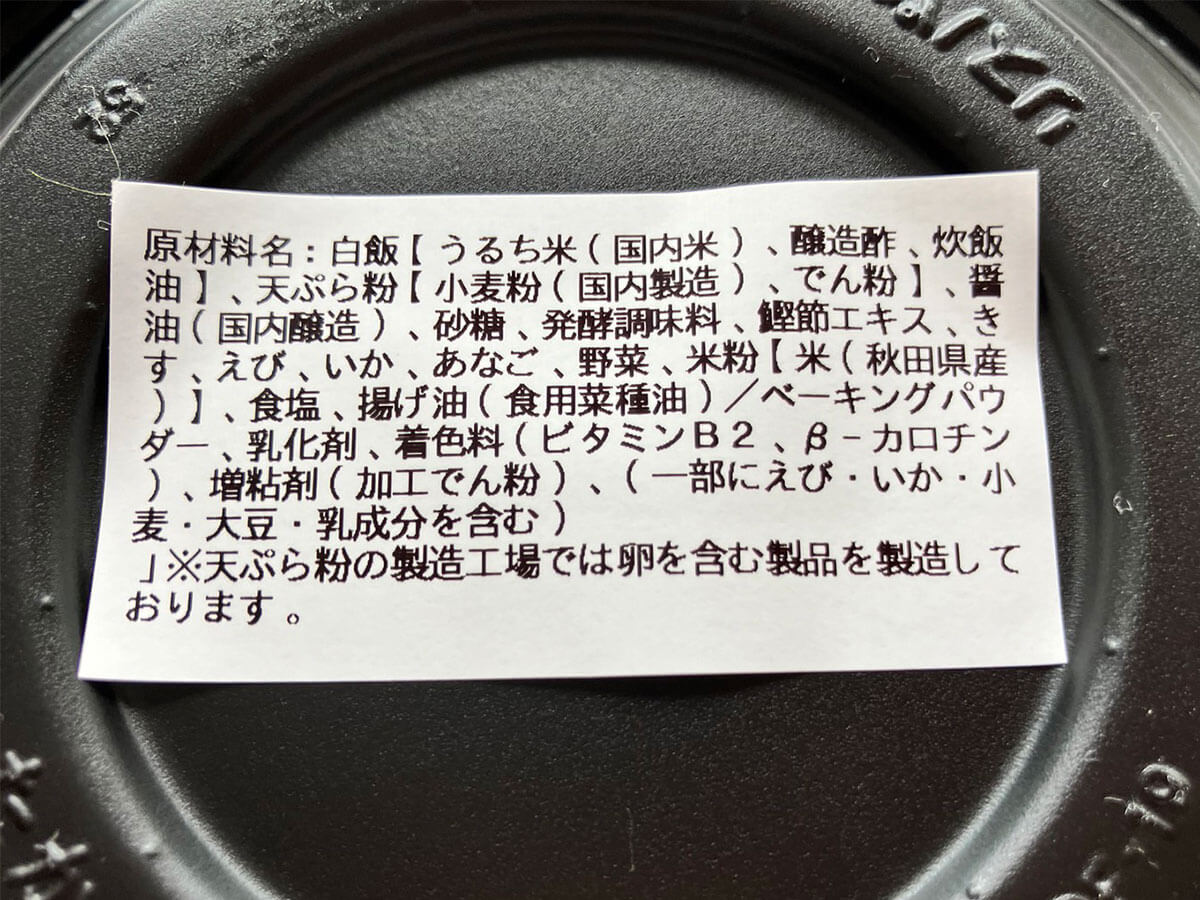 原材料名：白飯【うるち米（国内米）、醸造酢、炊飯
油】、天ぷら粉【小麦粉（国内製造）、でん粉】、醤
油（国内醸造）、砂糖、発酵調味料、鰹節エキス、き
す、えび、いか、あなご、野菜、米粉【米（秋田県産
）】、食塩、揚げ油（食用菜種油）／ベーキングパウ
ダー、乳化剤、着色料（ビタミンＢ２、β－カロチン
）、増粘剤（加工でん粉）、（一部にえび・いか・小
麦・大豆・乳成分を含む）
」※天ぷら粉の製造工場では卵を含む製品を製造して
おります。